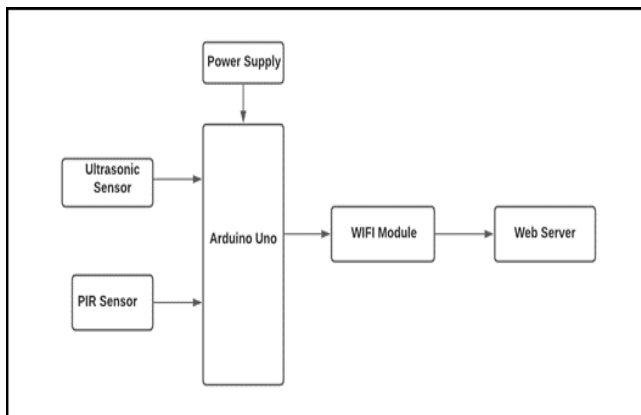 Power Supply
Ultrasonic
Sensor
Arduino Uno
WIFI Module
Web Server
PIR Sensor